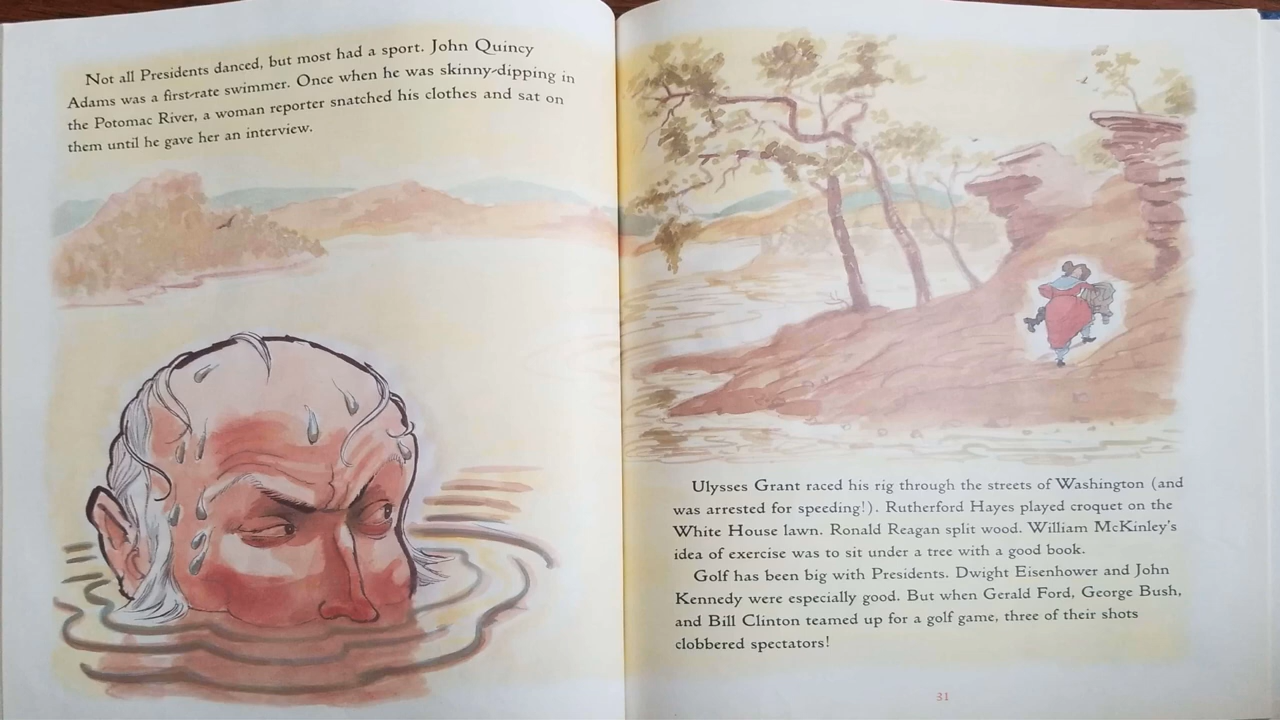 Not all Presidents danced, but most had a sport. John Quincy
Adams was a first-rate swimmer. Once when he was skinny-dipping in
the Potomac River, a woman reporter snatched his clothes and sat on
them until he gave her an interview.
Ulysses Grant raced his rig through the streets of Washington (and
was arrested for speeding!). Rutherford Hayes played croquet on the
White House lawn. Ronald Reagan split wood. William McKinley's
idea of exercise was to sit under a tree with a good book.
Golf has been big with Presidents. Dwight Eisenhower and John
Kennedy were especially good. But when Gerald Ford, George Bush,
and Bill Clinton teamed up for a golf game, three of their shots
clobbered spectators!
31